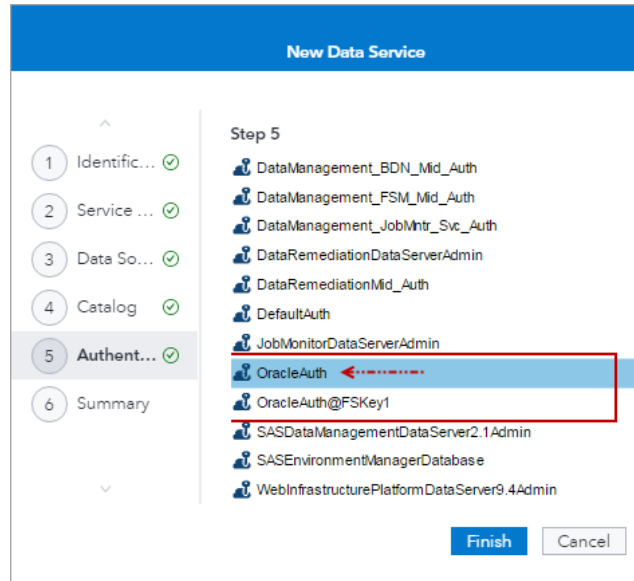 New Data Service
1 Identific...
2 Service ...
3 Data So...
4 Catalog
5 Authent...
6 Summary
Step 5
DataManagement_BDN_Mid_Auth
DataManagement_FSM_Mid_Auth
DataManagement_JobMntr_Svc_Auth
DataRemediationDataServerAdmin
DataRemediationMid_Auth
DefaultAuth
JobMonitorDataServerAdmin
OracleAuth
OracleAuth@FSKey1
SASDataManagementDataServer2.1Admin
SASEnvironmentManagerDatabase
WebInfrastructurePlatformDataServer9.4Admin
Finish Cancel